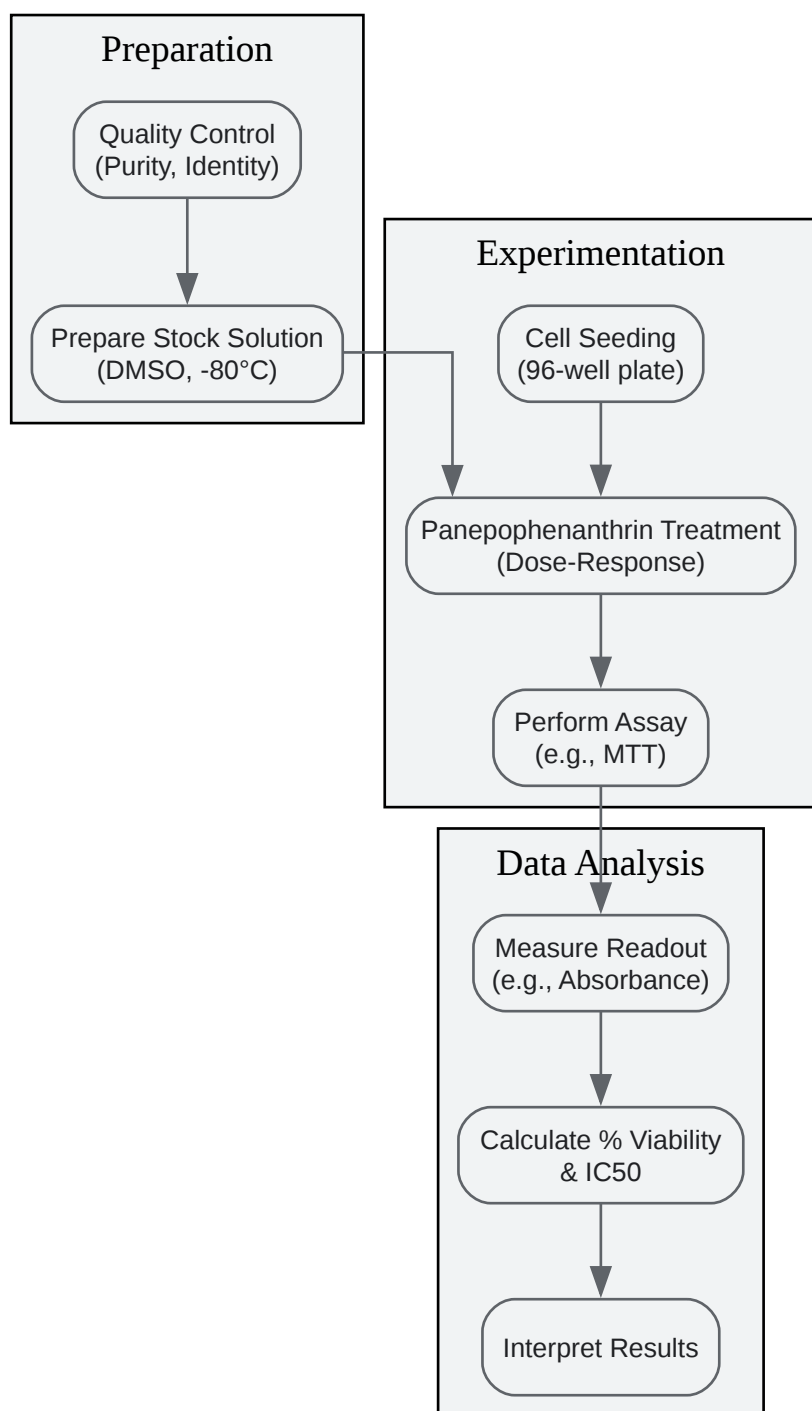 Preparation
Quality Control
(Purity, Identity)
Prepare Stock Solution
(DMSO, -80°C)
Experimentation
Cell Seeding
(96-well plate)
Panepophenanthrin Treatment
(Dose-Response)
Perform Assay
(e.g., MTT)
Data Analysis
Measure Readout
(e.g., Absorbance)
Calculate % Viability
& IC50
Interpret Results